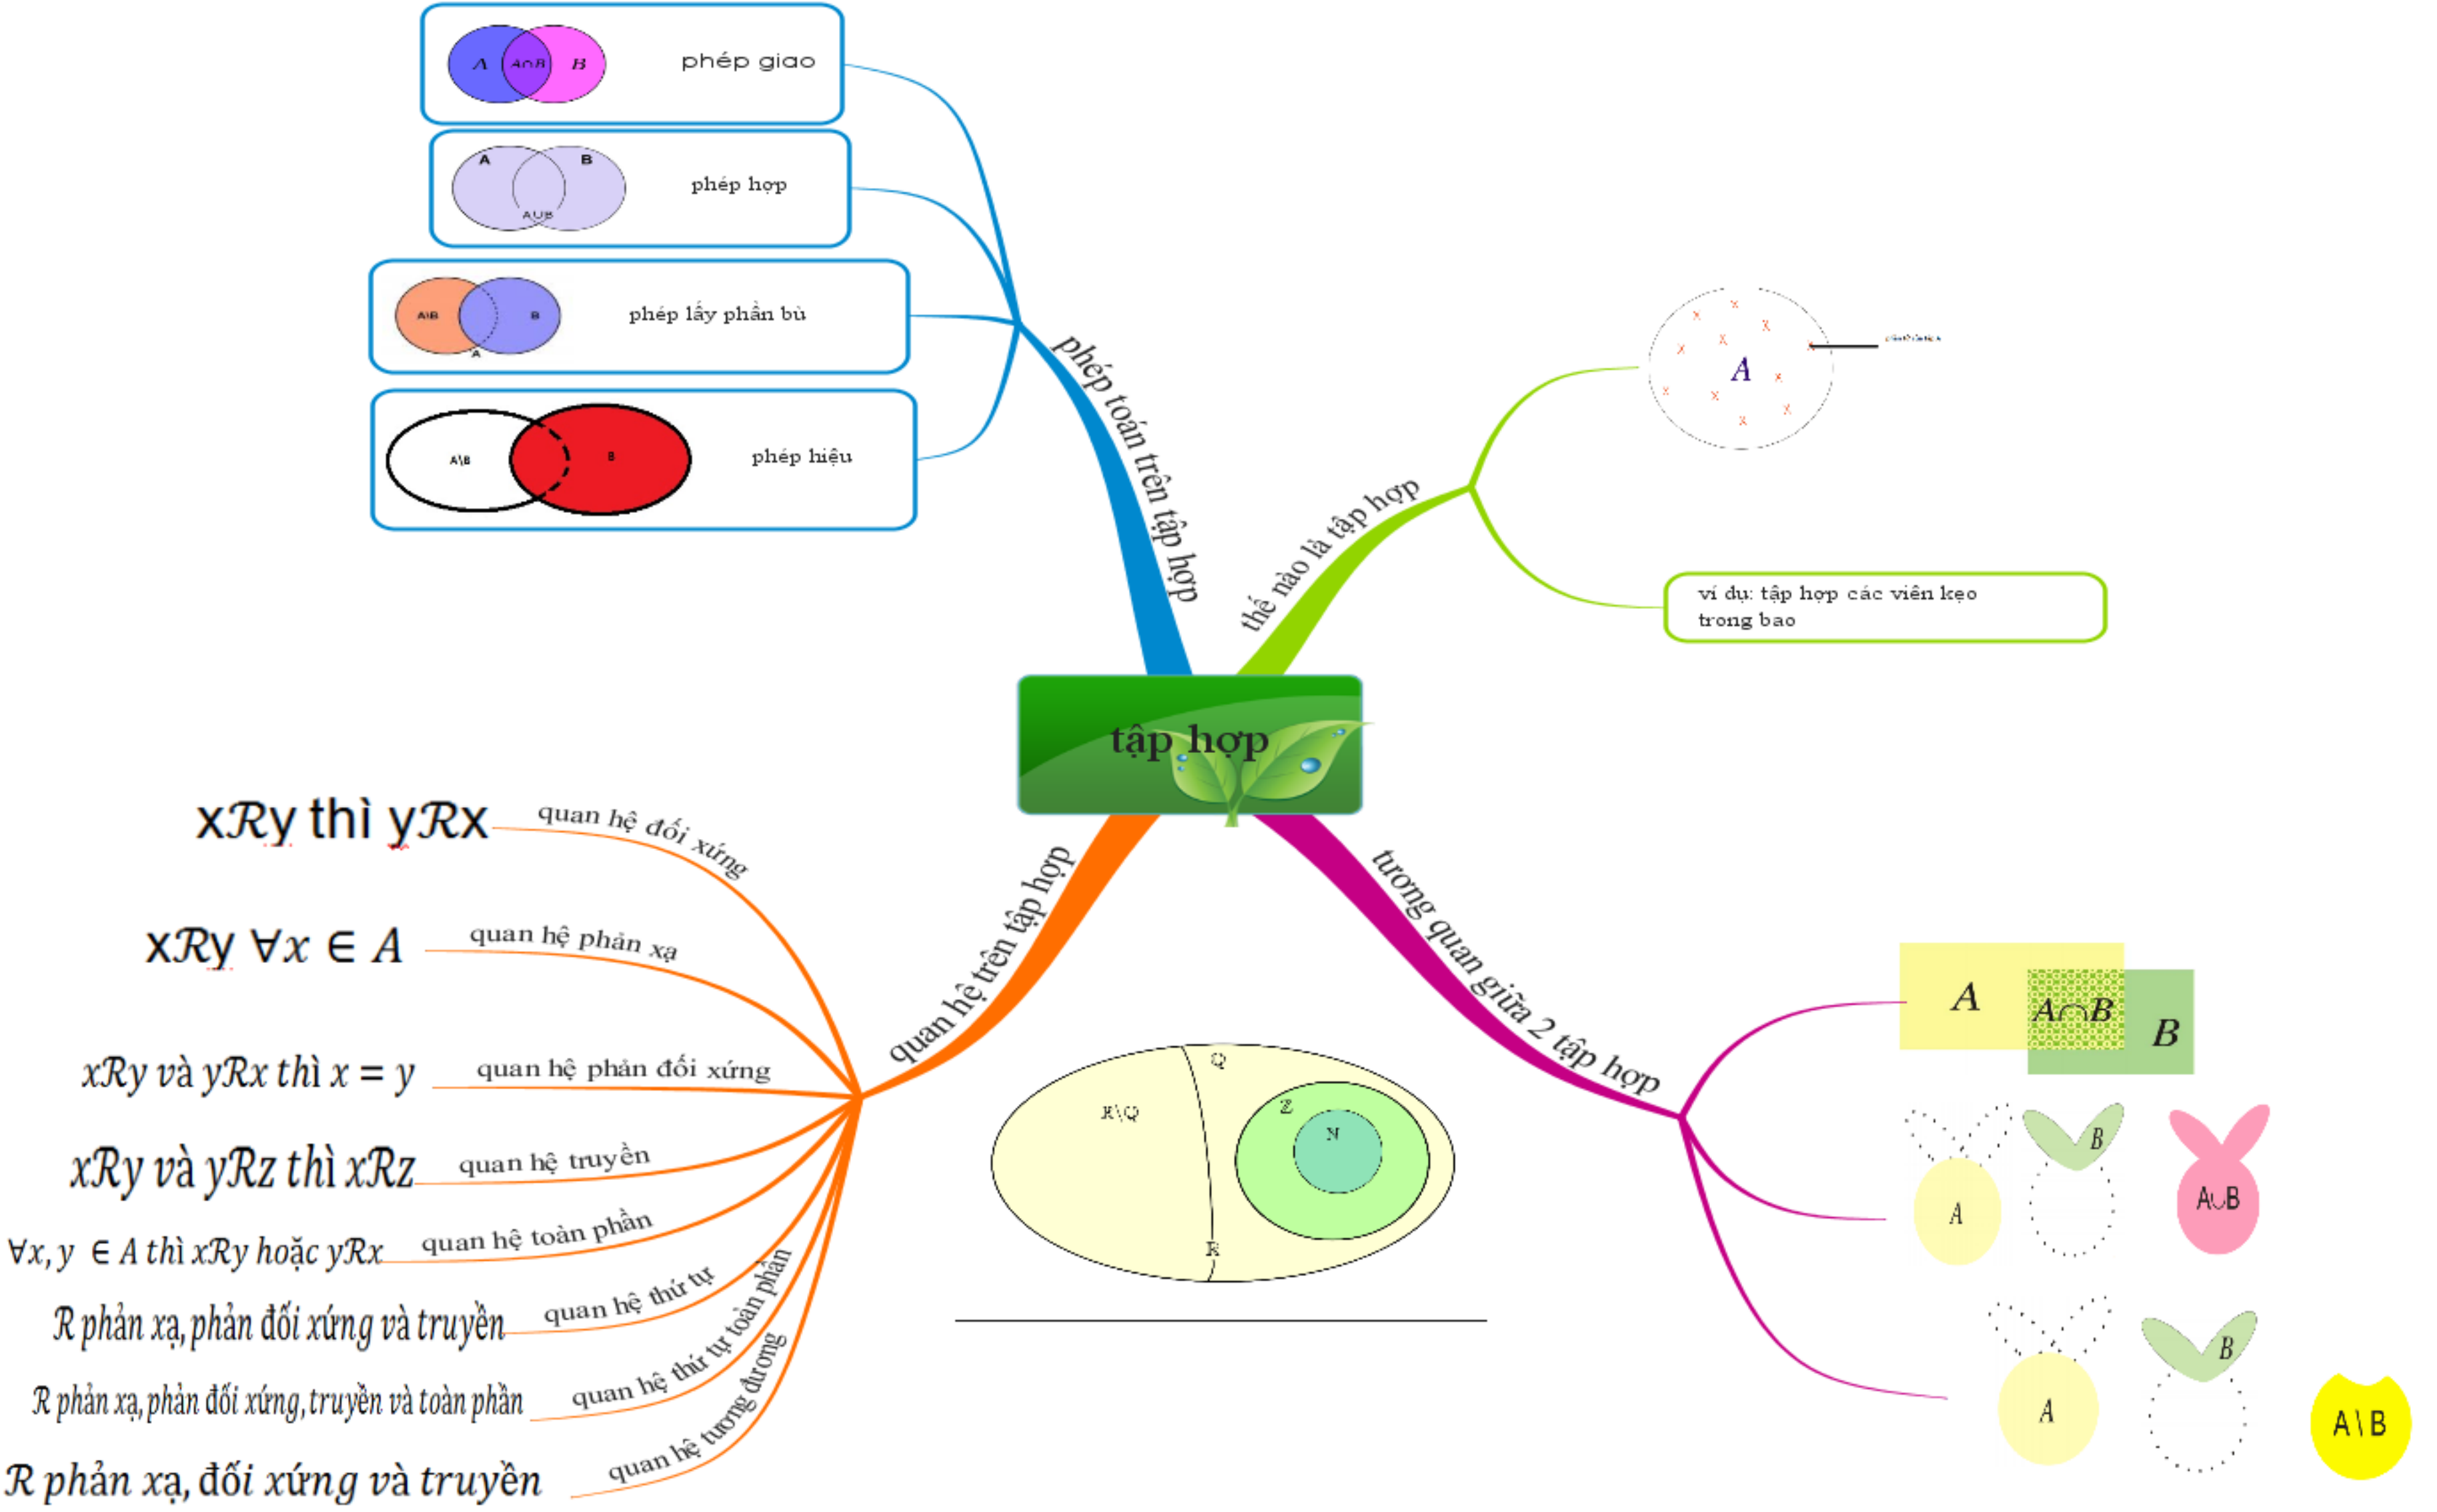 A
A∩B
B
phép giao
A
B
A∪B
phép hợp
A\B
B
A
phép lấy phần bù
A\B
B
phép hiệu
phép toán trên tập hợp
thế nào là tập hợp
A
ví dụ: tập hợp các viên kẹo
trong bao
tập hợp
quan hệ trên tập hợp
xℛy thì yℛx
quan hệ đối xứng
xℛy ∀x ∈ A
quan hệ phản xạ
xℛy và yℛx thì x = y
quan hệ phản đối xứng
xℛy và yℛz thì xℛz
quan hệ truyền
∀x, y ∈ A thì xℛy hoặc yℛx
quan hệ toàn phần
ℛ phản xạ, phản đối xứng và truyền
quan hệ thứ tự
ℛ phản xạ, phản đối xứng, truyền và toàn phần
quan hệ thứ tự toàn phần
ℛ phản xạ, đối xứng và truyền
quan hệ tương đương
Q
R\Q
Z
N
R
tương quan giữa 2 tập hợp
A
A∩B
B
A
B
A∪B
A
B
A \ B